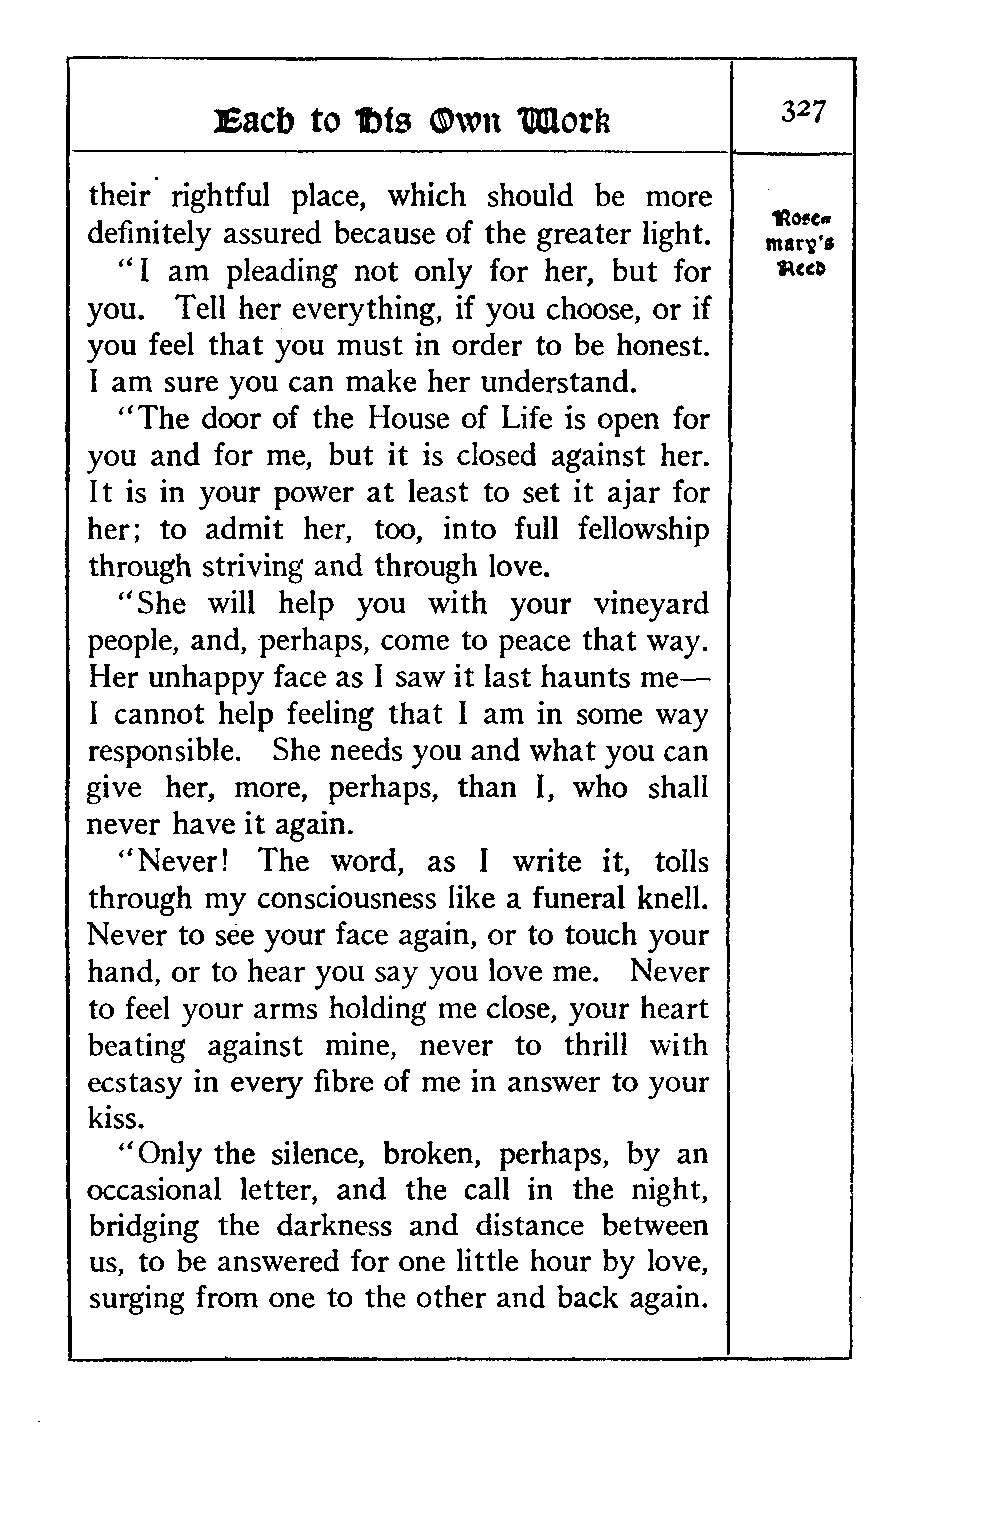 Each to His Own Work
327
their rightful place, which should be more
definitely assured because of the greater light.
"I am pleading not only for her, but for
you. Tell her everything, if you choose, or if
you feel that you must in order to be honest.
I am sure you can make her understand.
"The door of the House of Life is open for
you and for me, but it is closed against her.
It is in your power at least to set it ajar for
her; to admit her, too, into full fellowship
through striving and through love.
"She will help you with your vineyard
people, and, perhaps, come to peace that way.
Her unhappy face as I saw it last haunts me—
I cannot help feeling that I am in some way
responsible. She needs you and what you can
give her, more, perhaps, than I, who shall
never have it again.
"Never! The word, as I write it, tolls
through my consciousness like a funeral knell.
Never to see your face again, or to touch your
hand, or to hear you say you love me. Never
to feel your arms holding me close, your heart
beating against mine, never to thrill with
ecstasy in every fibre of me in answer to your
kiss.
"Only the silence, broken, perhaps, by an
occasional letter, and the call in the night,
bridging the darkness and distance between
us, to be answered for one little hour by love,
surging from one to the other and back again.
Rose-
mary's
Need